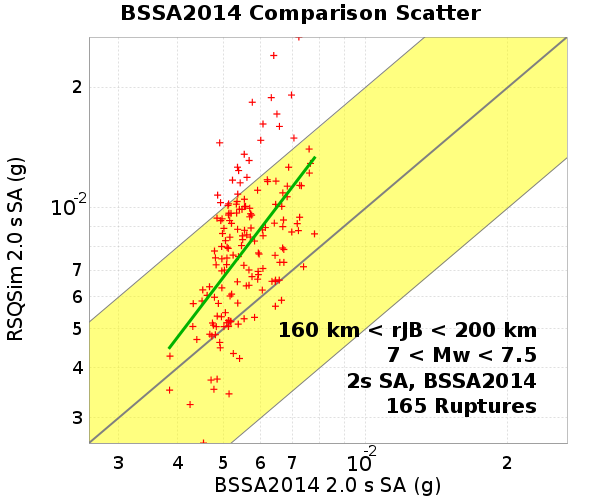 BSSA2014 Comparison Scatter
RSQSim 2.0 s SA (g)
2
10-2
7
6
5
4
3
160 km < rJB < 200 km
7 < Mw < 7.5
2s SA, BSSA2014
165 Ruptures
3 4 5 6 7 10-2 2
BSSA2014 2.0 s SA (g)